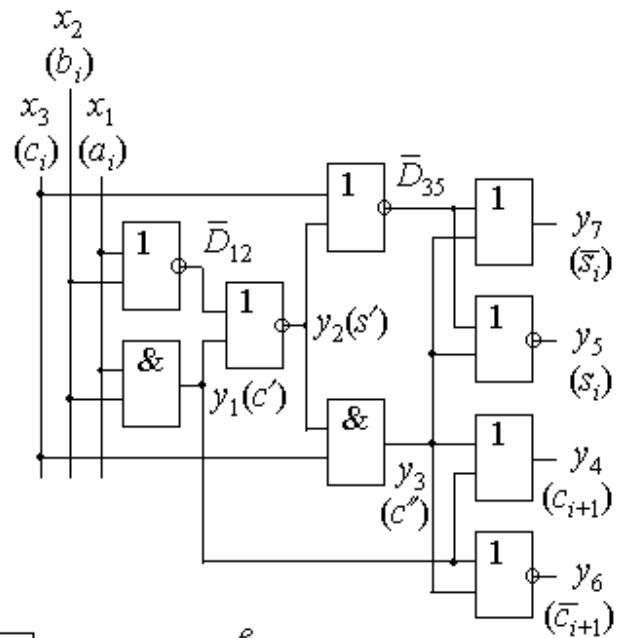 x₂
(bᵢ)
x₃ x₁
(cᵢ) (aᵢ)
1 D̅₃₅ 1
y₇
(s̅ᵢ)
1 D̅₁₂
1 y₂(s′) 1
y₅
(sᵢ)
& y₁(c′)
& 1
y₃ y₄
(c″) (cᵢ₊₁)
1
y₆
(c̅ᵢ₊₁)
e